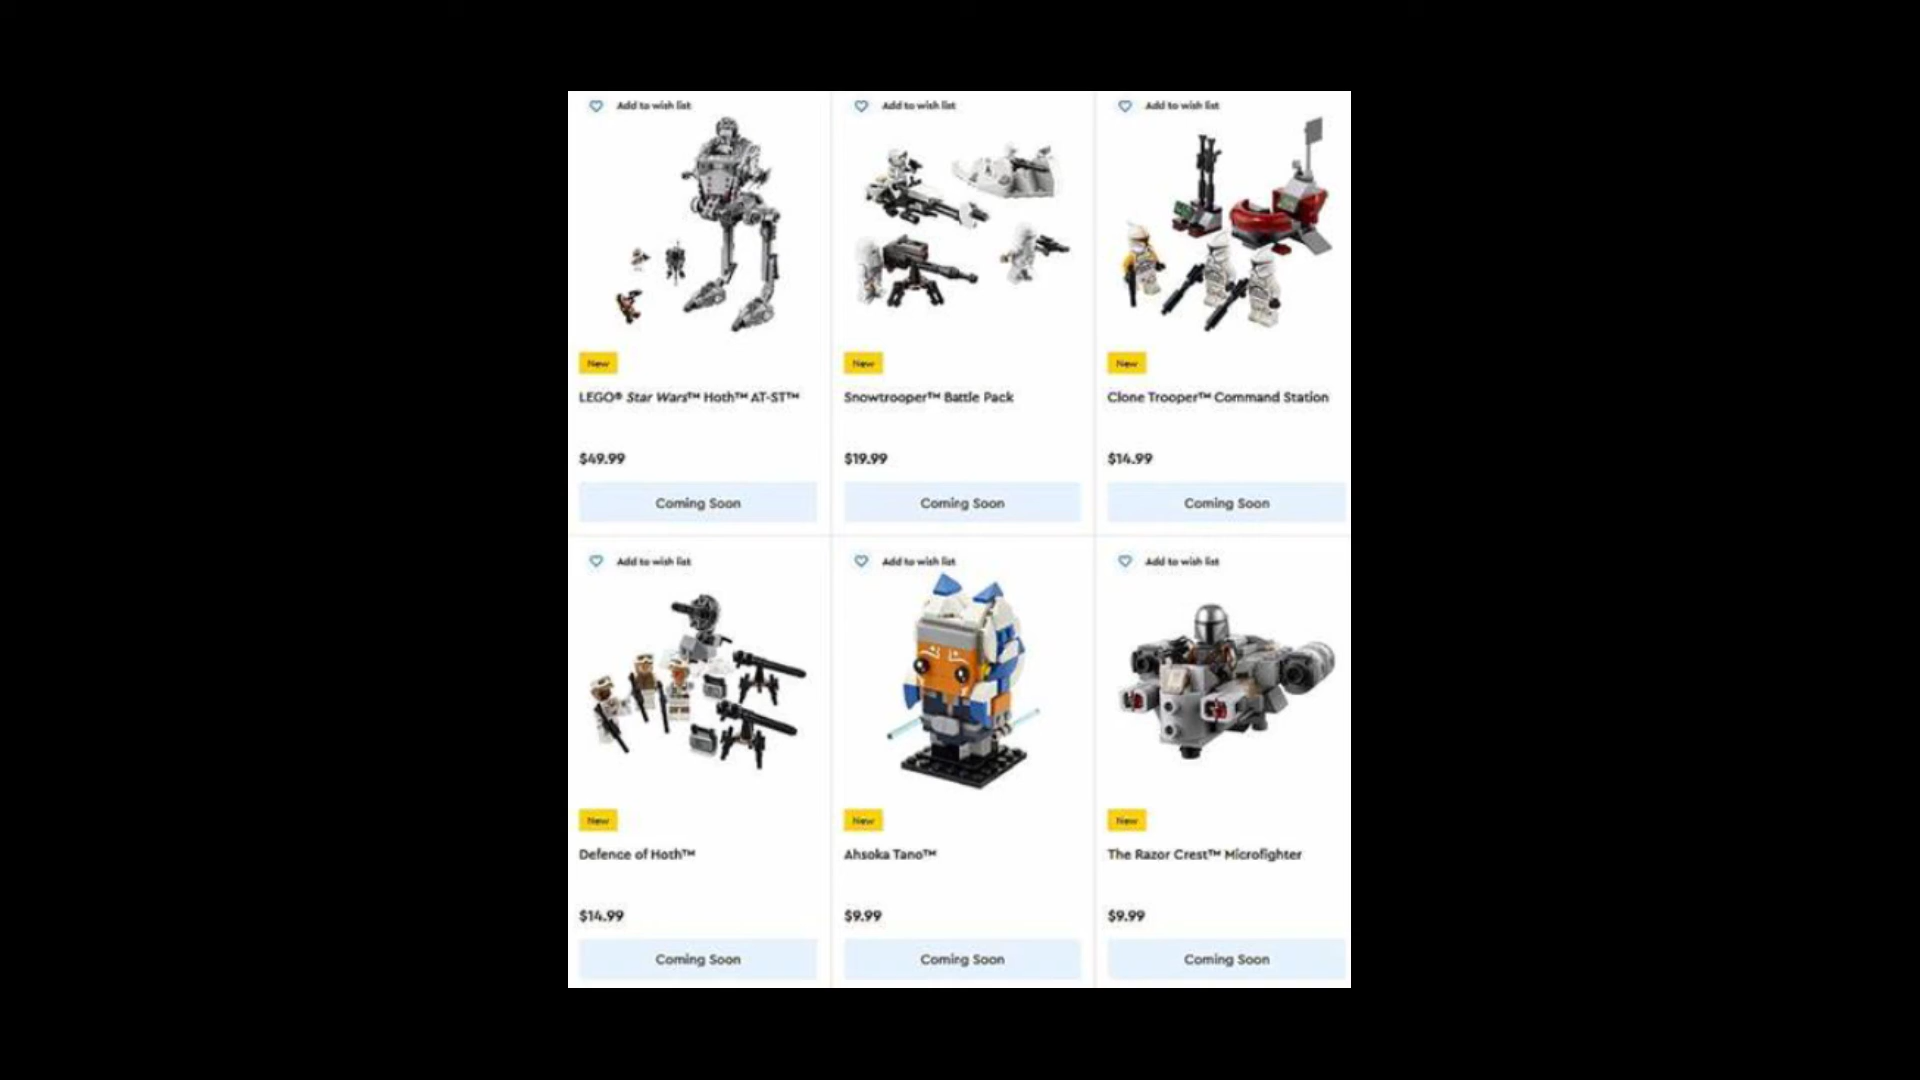 Add to wish list
Add to wish list
Add to wish list
New
New
New
LEGO® Star Wars™ Hoth™ AT-ST™
Snowtrooper™ Battle Pack
Clone Trooper™ Command Station
$49.99
$19.99
$14.99
Coming Soon
Coming Soon
Coming Soon
Add to wish list
Add to wish list
Add to wish list
New
New
New
Defence of Hoth™
Ahsoka Tano™
The Razor Crest™ Microfighter
$14.99
$9.99
$9.99
Coming Soon
Coming Soon
Coming Soon